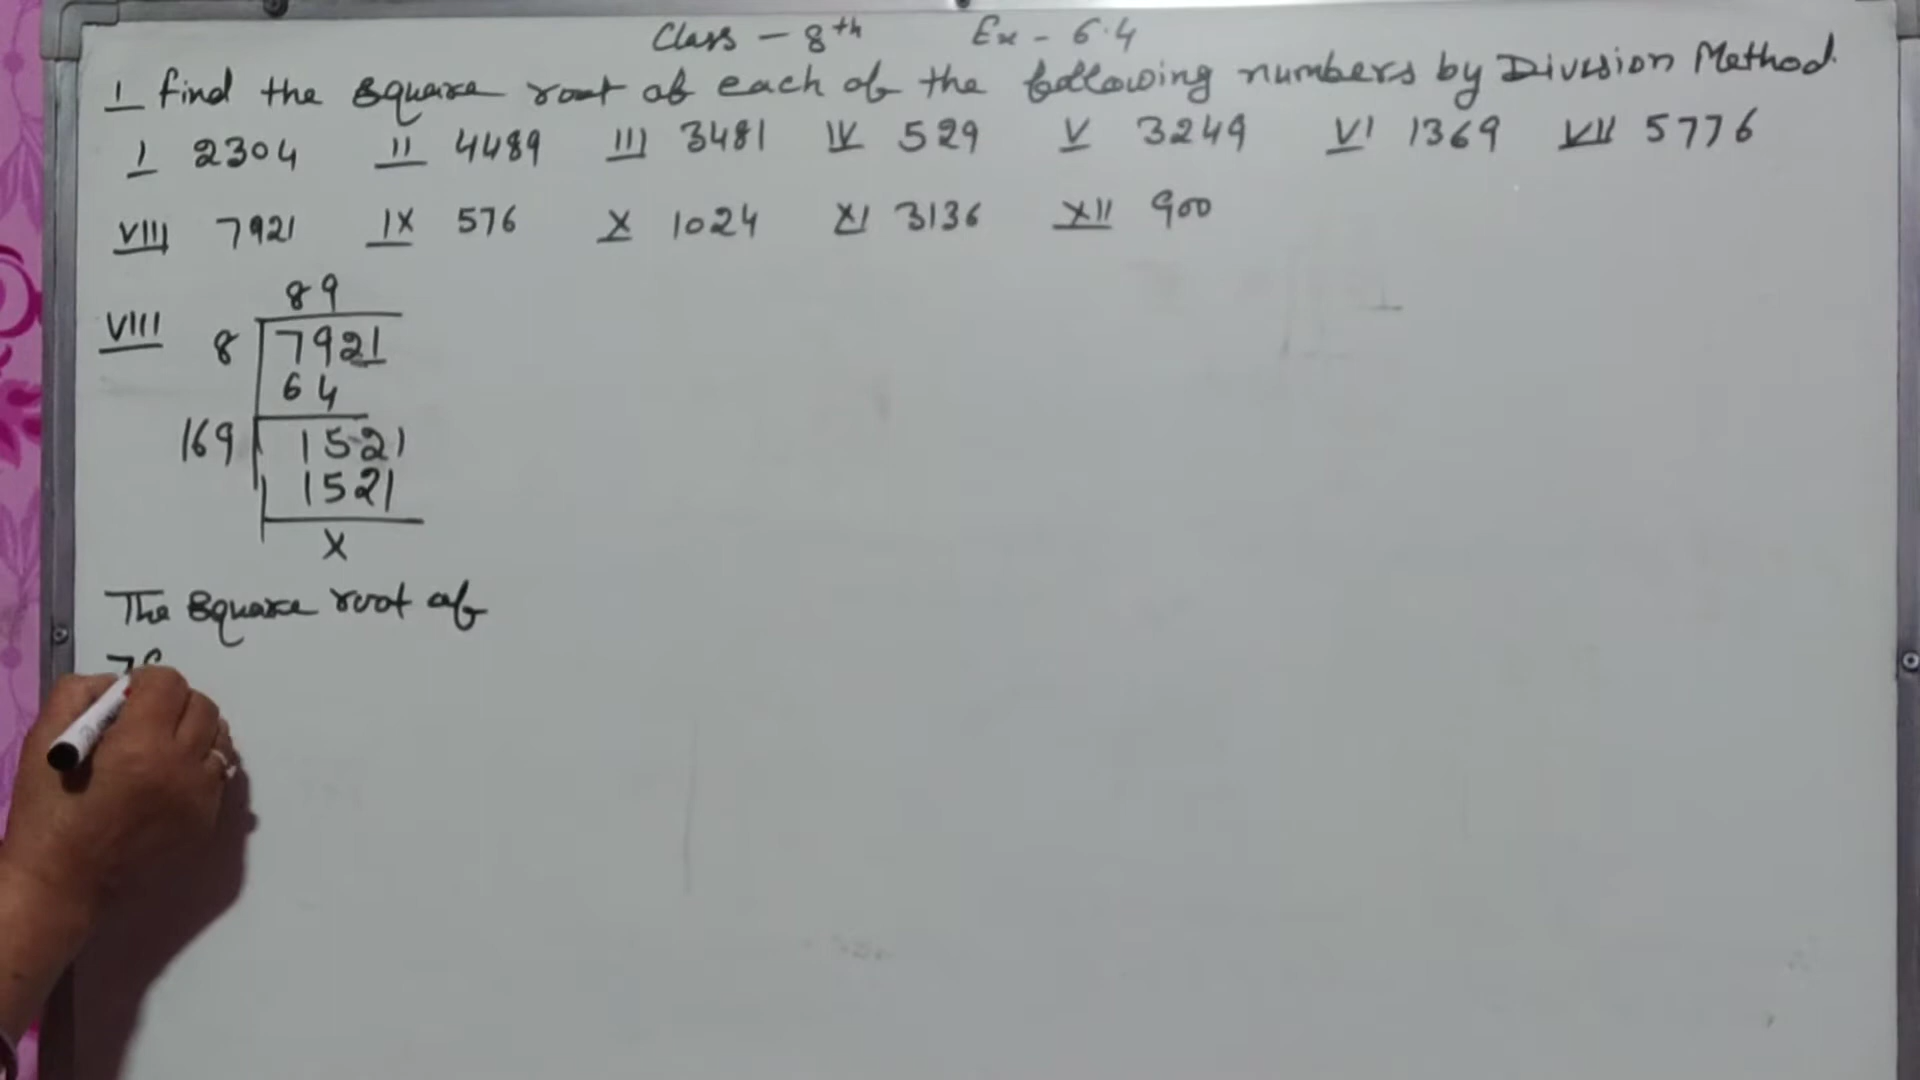 Class - 8th Ex - 6.4
1 find the square root of each of the following numbers by Division Method.
I 2304 II 4489 III 3481 IV 529 V 3249 VI 1369 VII 5776
VIII 7921 IX 576 X 1024 XI 3136 XII 900
89
VIII 8 7921
64
169 1521
1521
X
The square root of
7